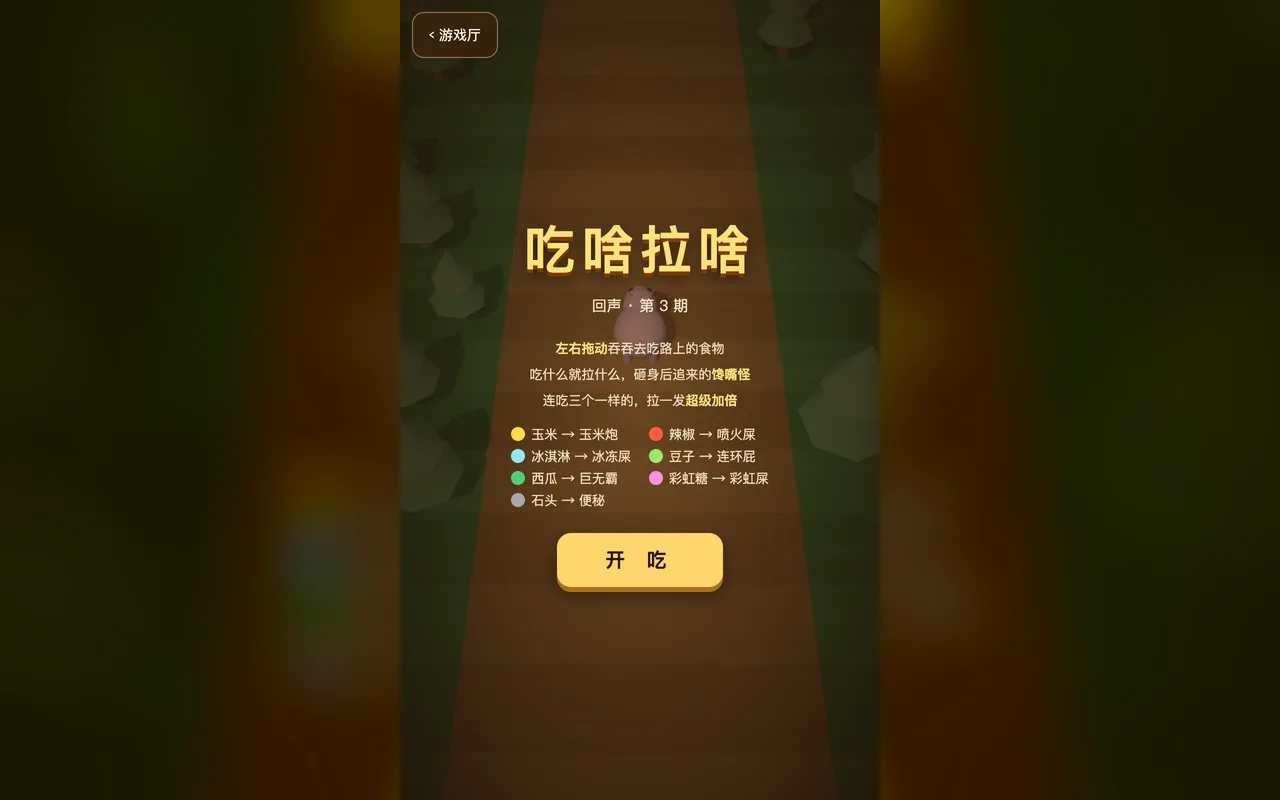 < 游戏厅
吃啥拉啥
回声 · 第 3 期
左右拖动吞吞去吃路上的食物
吃什么就拉什么，砸身后追来的馋嘴怪
连吃三个一样的，拉一发超级加倍
玉米 → 玉米炮
辣椒 → 喷火屎
冰淇淋 → 冰冻屎
豆子 → 连环屁
西瓜 → 巨无霸
彩虹糖 → 彩虹屎
石头 → 便秘
开 吃